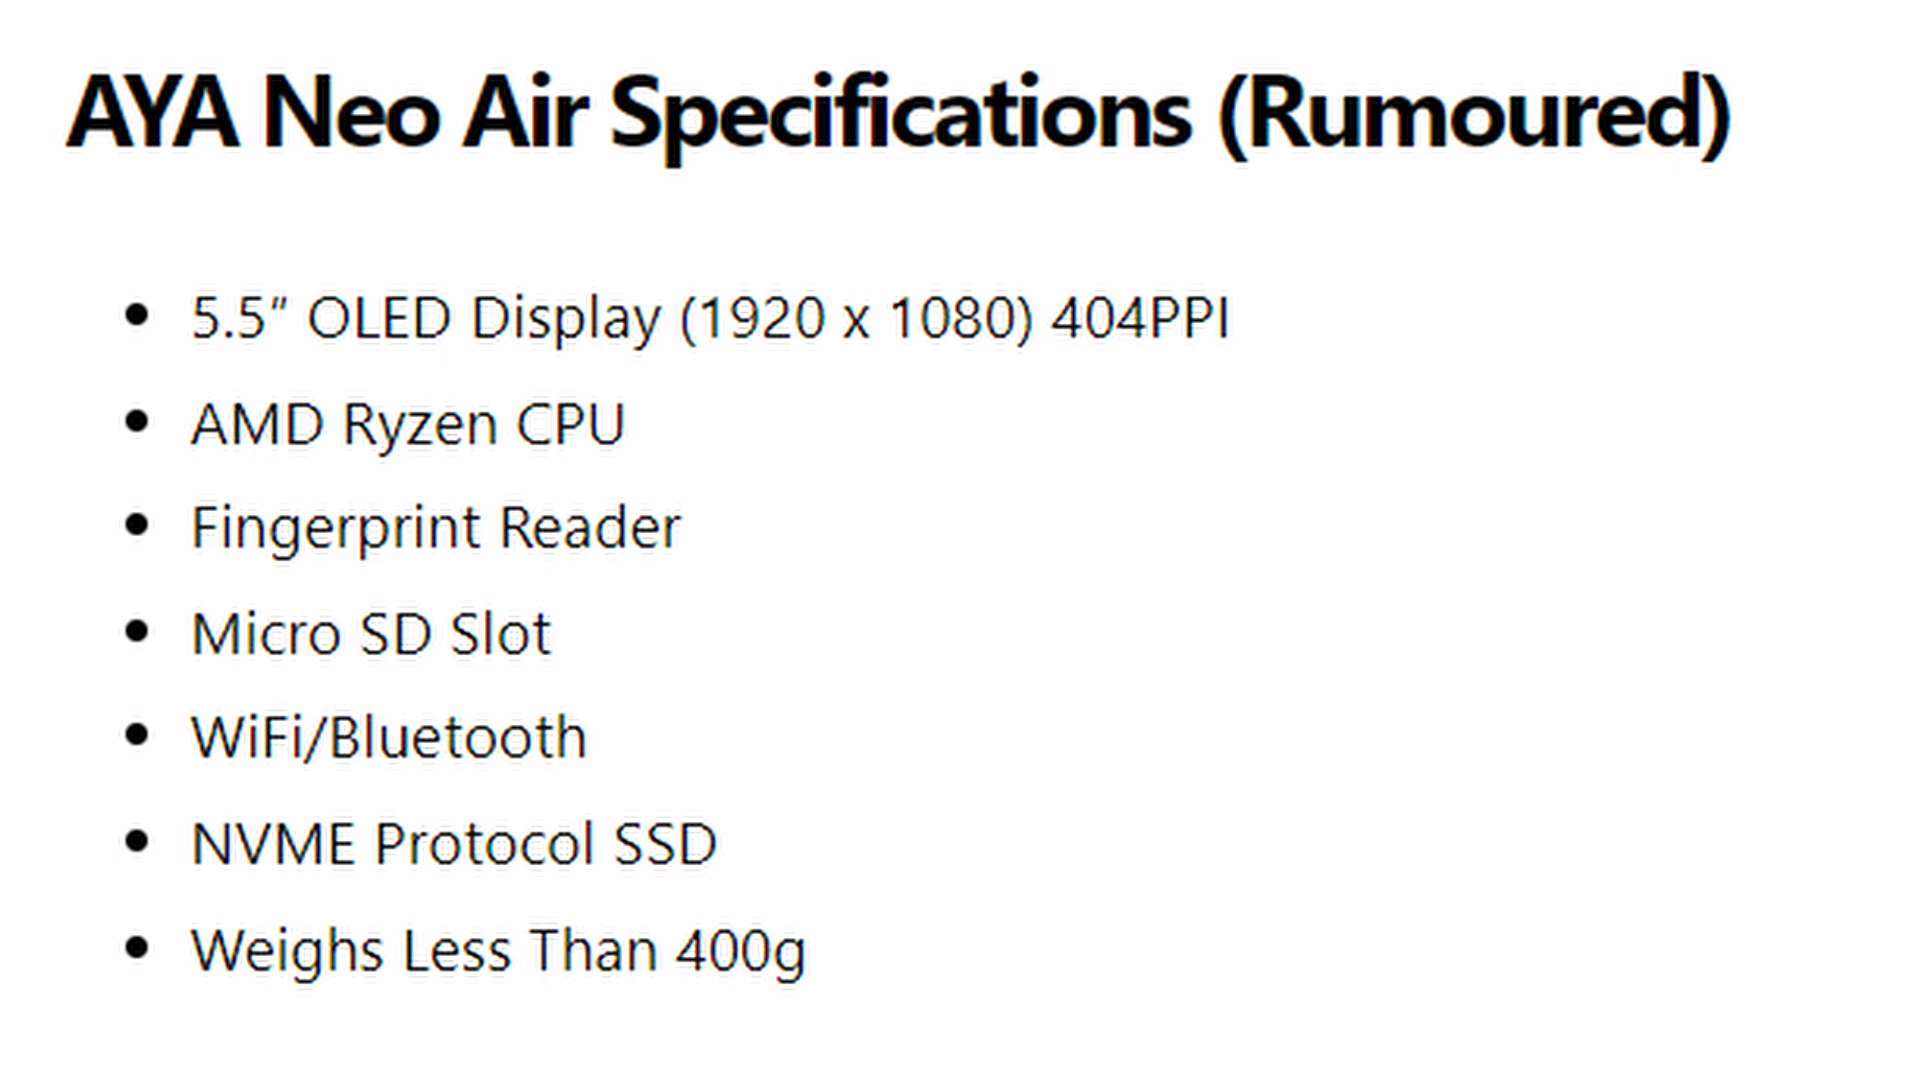 AYA Neo Air Specifications (Rumoured)
• 5.5″ OLED Display (1920 x 1080) 404PPI
• AMD Ryzen CPU
• Fingerprint Reader
• Micro SD Slot
• WiFi/Bluetooth
• NVME Protocol SSD
• Weighs Less Than 400g